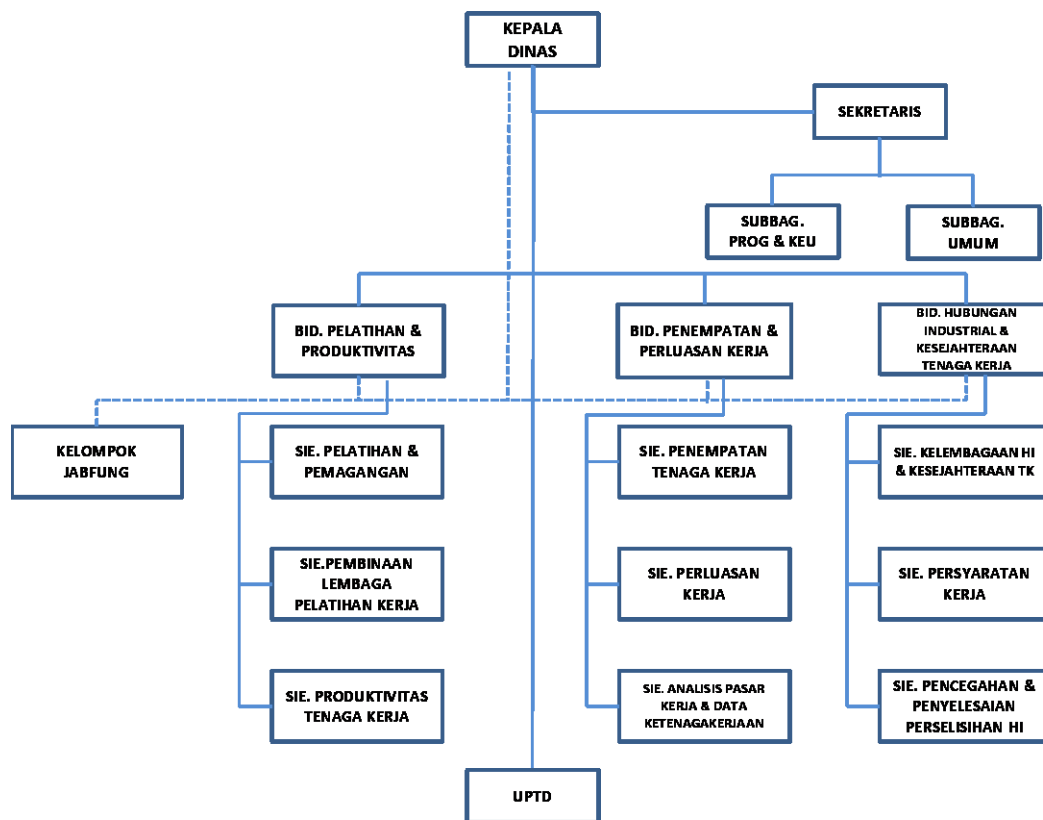 KEPALA
DINAS
SEKRETARIS
SUBBAG.
PROG & KEU
SUBBAG.
UMUM
BID. PELATIHAN &
PRODUKTIVITAS
BID. PENEMPATAN &
PERLUASAN KERJA
BID. HUBUNGAN
INDUSTRIAL &
KESEJAHTERAAN
TENAGA KERJA
KELOMPOK
JABFUNG
SIE. PELATIHAN &
PEMAGANGAN
SIE. PENEMPATAN
TENAGA KERJA
SIE. KELEMBAGAAN HI
& KESEJAHTERAAN TK
SIE.PEMBINAAN
LEMBAGA
PELATIHAN KERJA
SIE. PERLUASAN
KERJA
SIE. PERSYARATAN
KERJA
SIE. PRODUKTIVITAS
TENAGA KERJA
SIE. ANALISIS PASAR
KERJA & DATA
KETENAGAKERJAAN
SIE. PENCEGAHAN &
PENYELESAIAN
PERSELISIHAN HI
UPTD